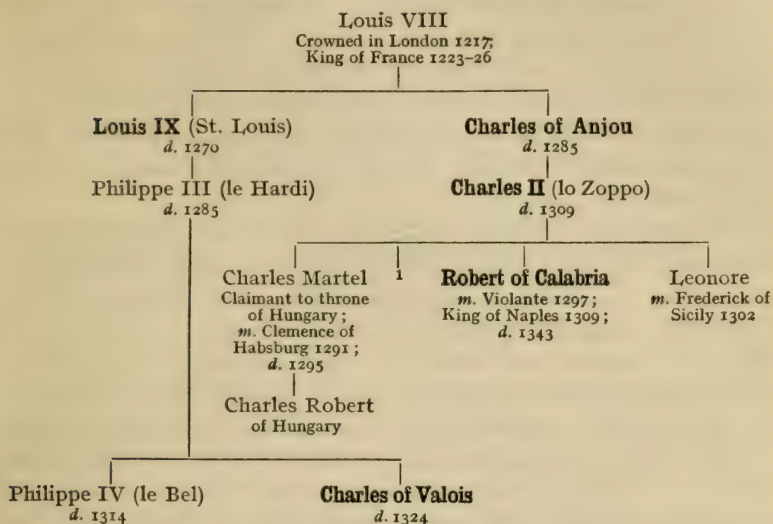 Louis VIII
Crowned in London 1217;
King of France 1223–26
Louis IX (St. Louis)
d. 1270
Charles of Anjou
d. 1285
Philippe III (le Hardi)
d. 1285
Charles II (lo Zoppo)
d. 1309
Charles Martel
Claimant to throne
of Hungary;
m. Clemence of
Habsburg 1291;
d. 1295
1
Robert of Calabria
m. Violante 1297;
King of Naples 1309;
d. 1343
Leonore
m. Frederick of
Sicily 1302
Charles Robert
of Hungary
Philippe IV (le Bel)
d. 1314
Charles of Valois
d. 1324